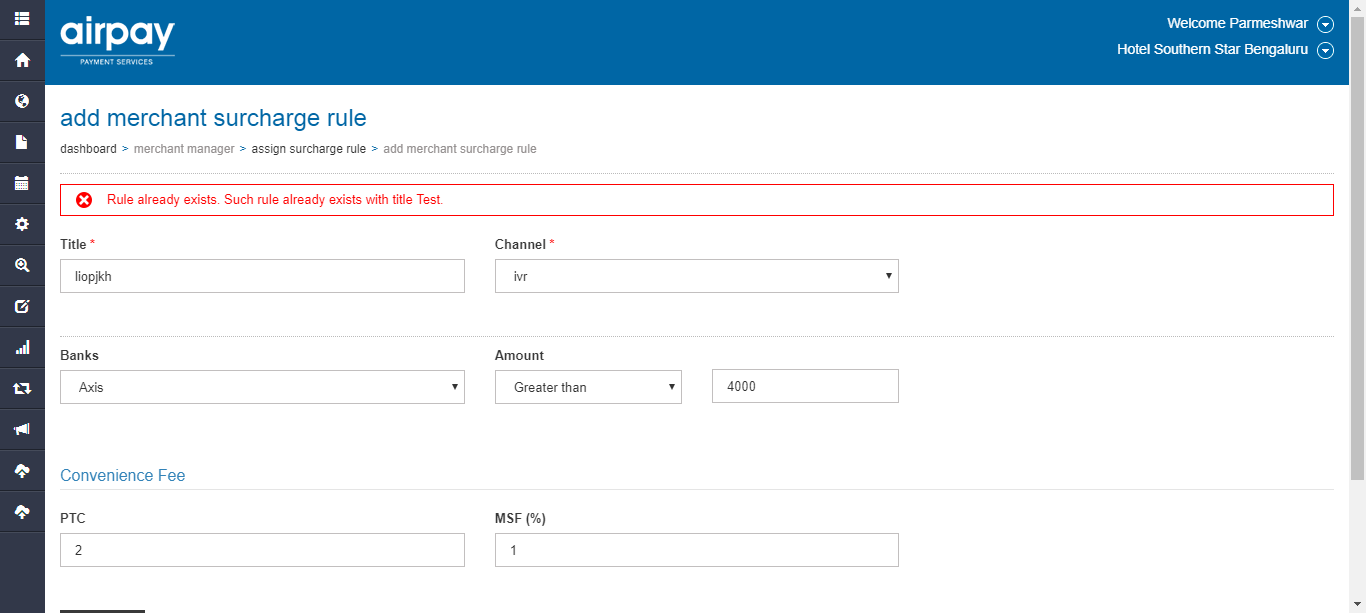 airpay
PAYMENT SERVICES
Welcome Parmeshwar
Hotel Southern Star Bengaluru
add merchant surcharge rule
dashboard > merchant manager > assign surcharge rule > add merchant surcharge rule
Rule already exists. Such rule already exists with title Test.
Title * Channel *
liopjkh ivr
Banks Amount
Axis Greater than 4000
Convenience Fee
PTC MSF (%)
2 1